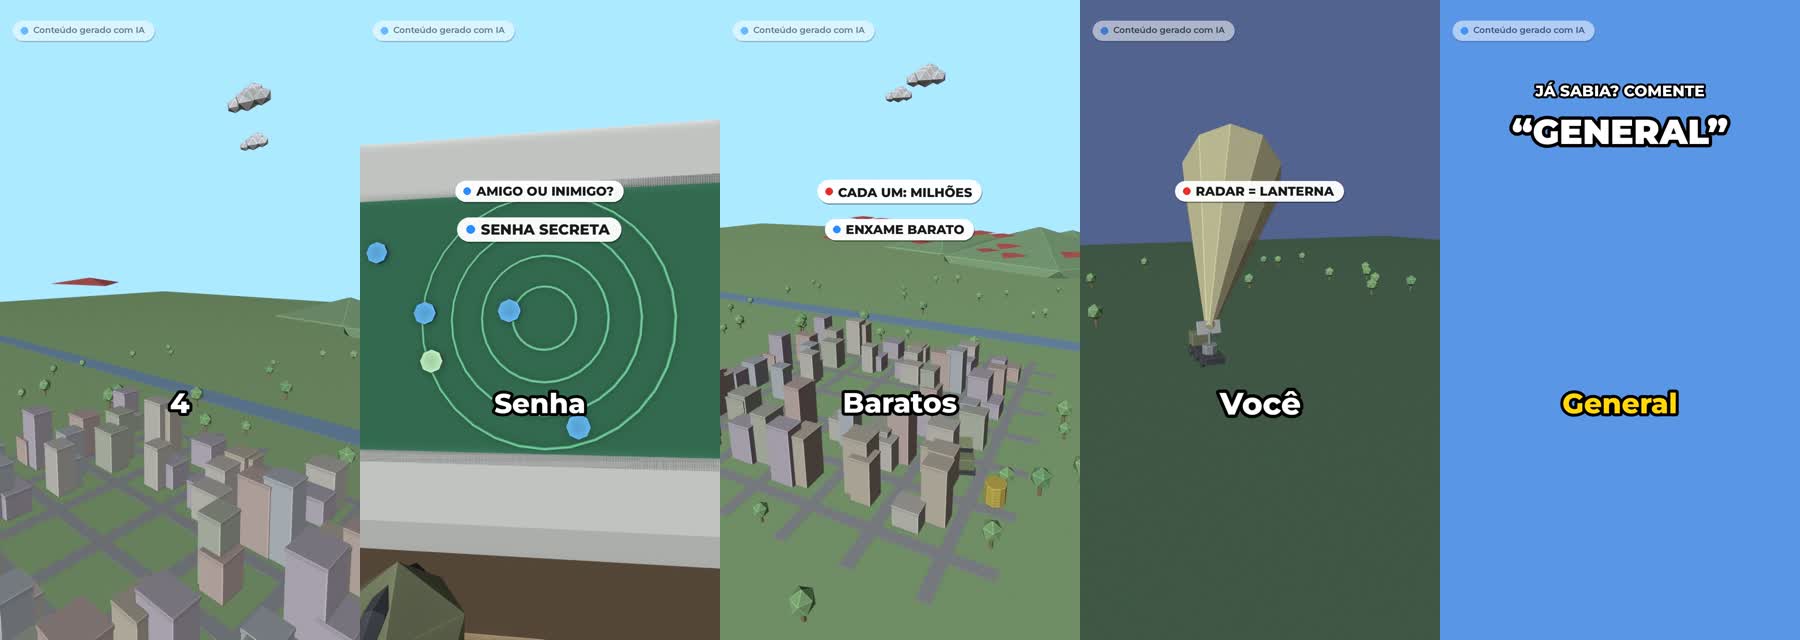 Conteúdo gerado com IA
4
Conteúdo gerado com IA
AMIGO OU INIMIGO?
SENHA SECRETA
Senha
Conteúdo gerado com IA
CADA UM: MILHÕES
ENXAME BARATO
Baratos
Conteúdo gerado com IA
RADAR = LANTERNA
Você
Conteúdo gerado com IA
JÁ SABIA? COMENTE
“GENERAL”
General